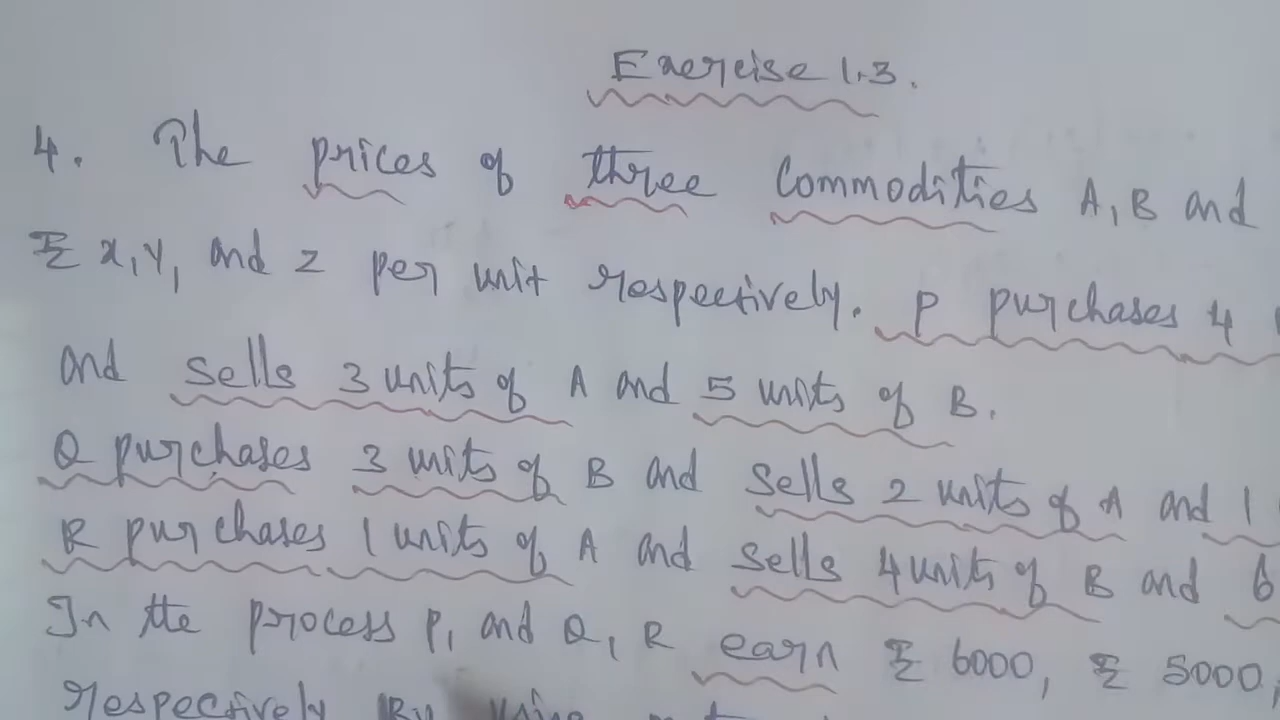 Exercise 1.3.
4. The prices of three Commodities A, B and
₹ x, y, and z per unit respectively. P purchases 4
and sells 3 units of A and 5 units of B.
Q purchases 3 units of B and sells 2 units of A and 1
R purchases 1 units of A and sells 4 units of B and 6
In the process P, and Q, R earn ₹ 6000, ₹ 5000,
respectively By using